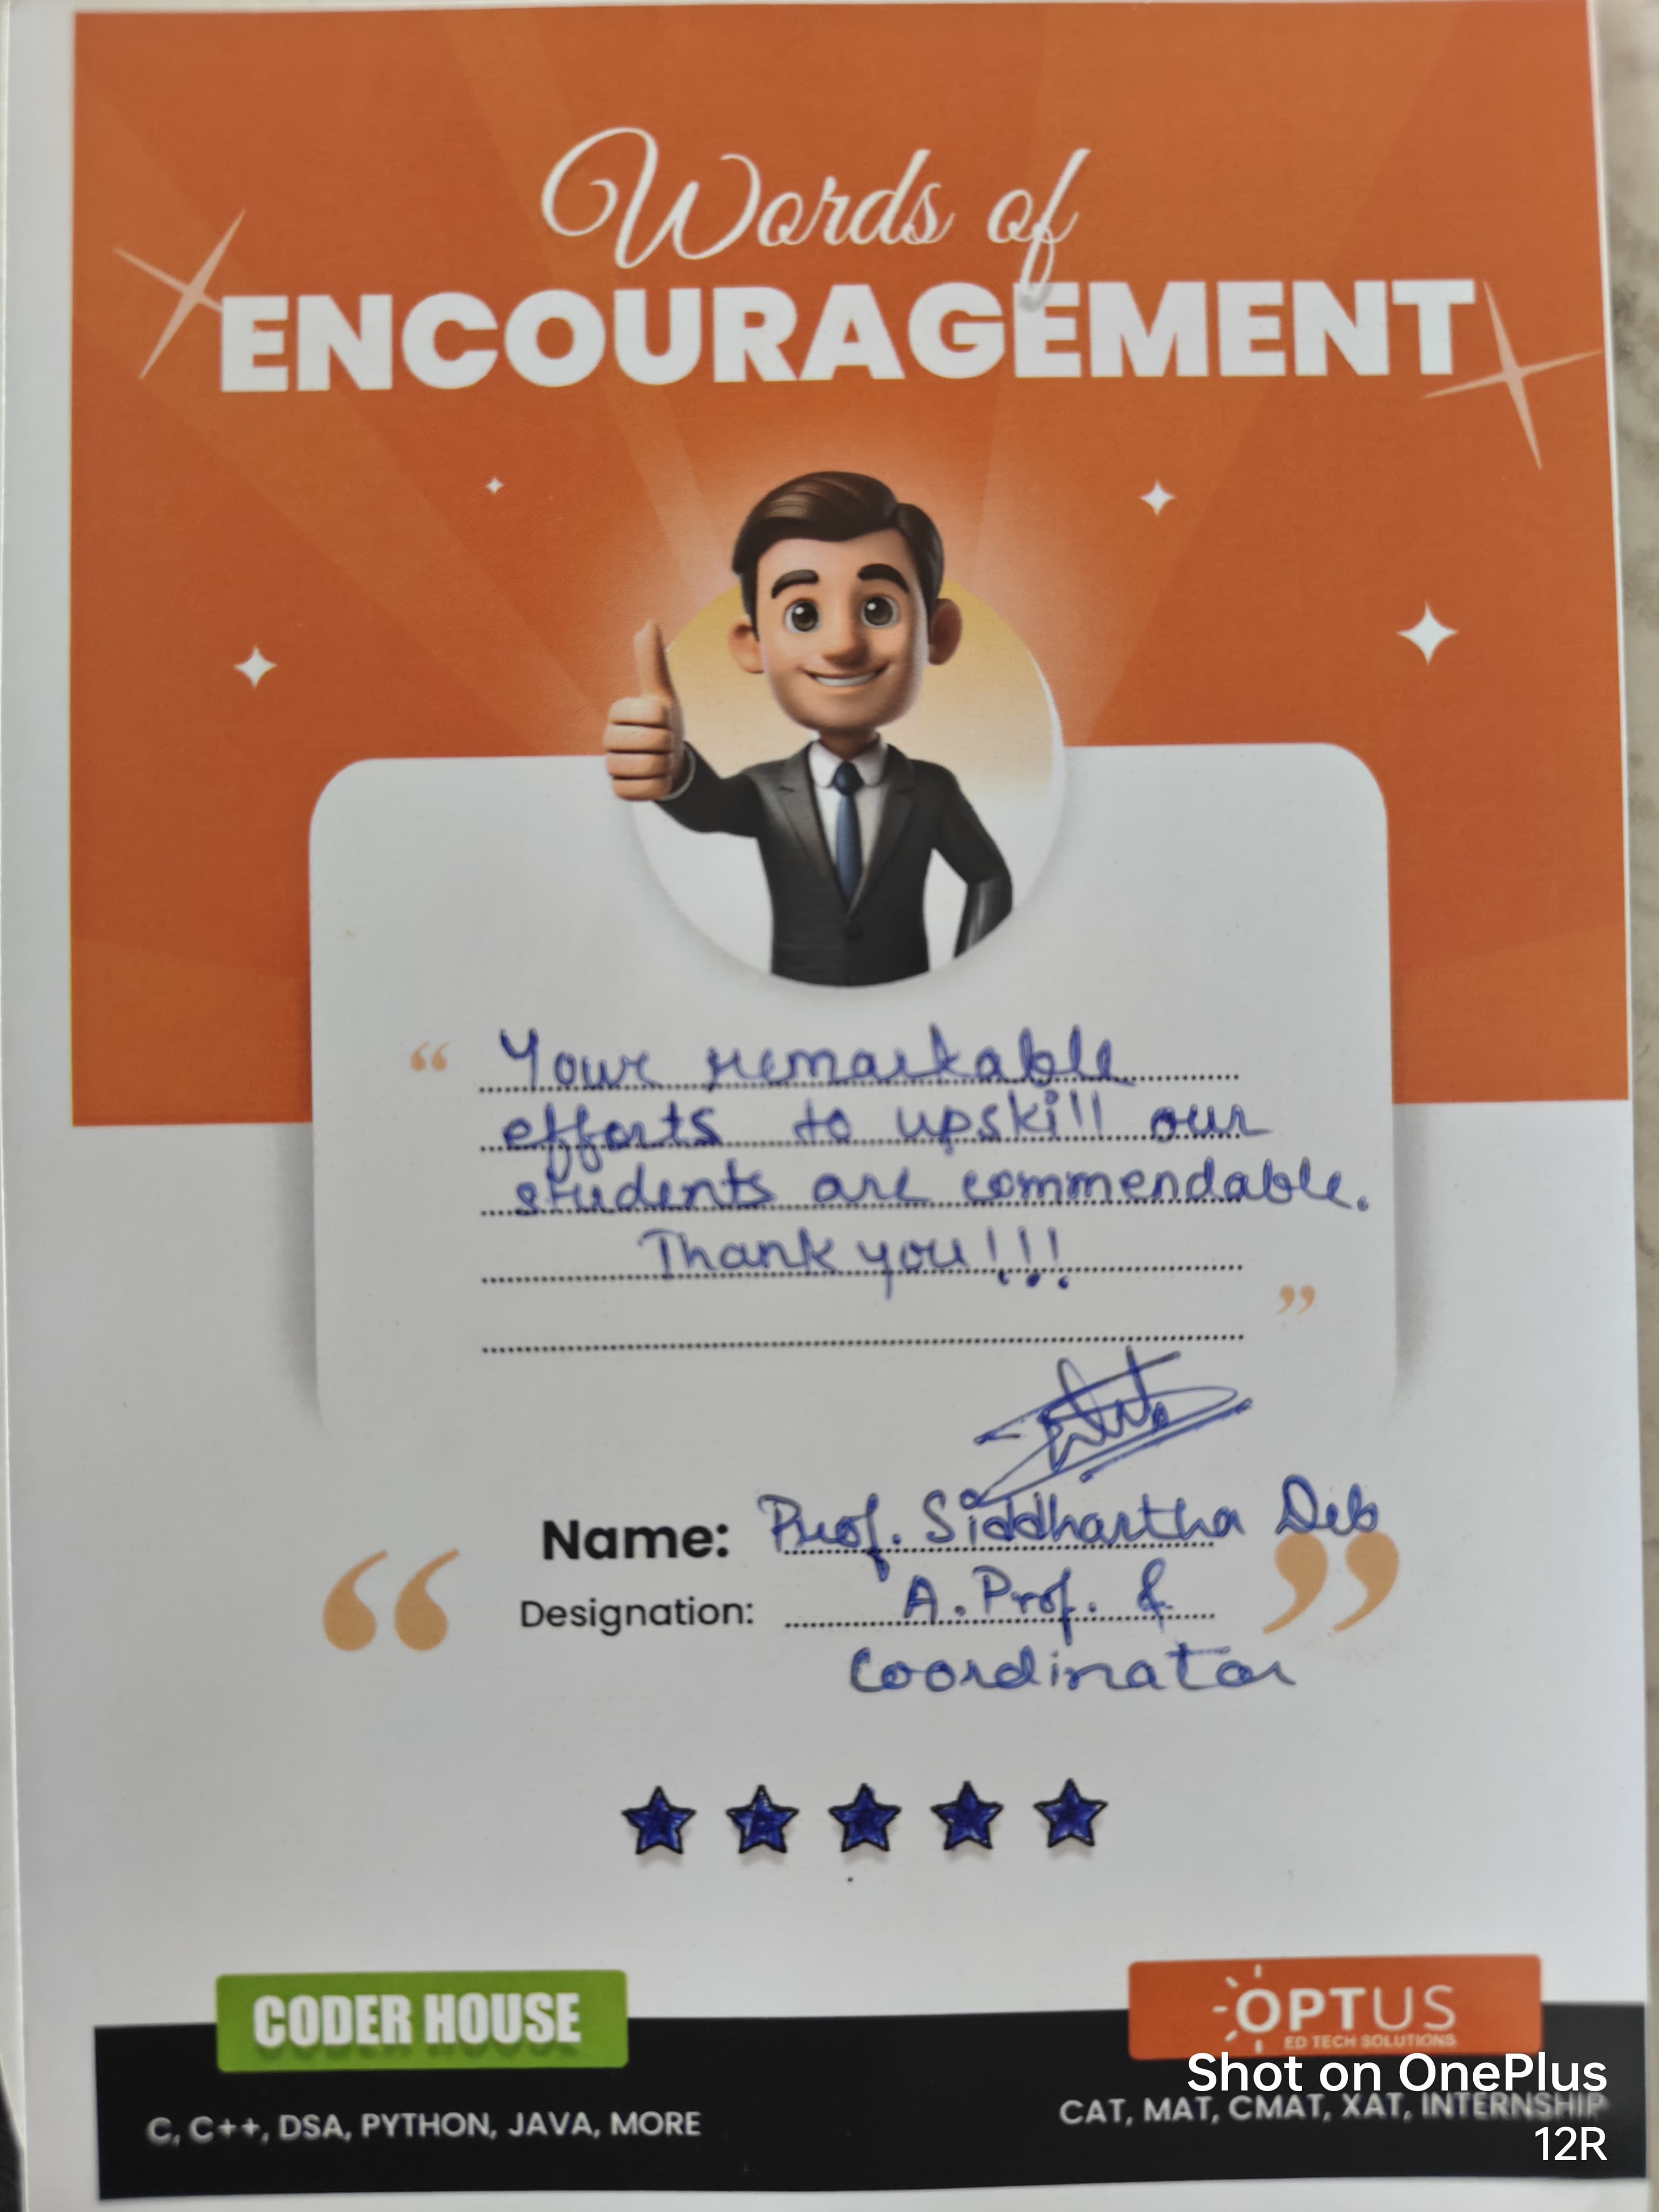 Words of
ENCOURAGEMENT
“ Your remarkable
efforts to upskill our
students are commendable.
Thank you!!!
”
Name: Prof. Siddhartha Deb
Designation: A. Prof. &
Coordinator
“ ”
CODER HOUSE
OPTUS
ED TECH SOLUTIONS
C, C++, DSA, PYTHON, JAVA, MORE
CAT, MAT, CMAT, XAT, INTERNSHIP
Shot on OnePlus
12R